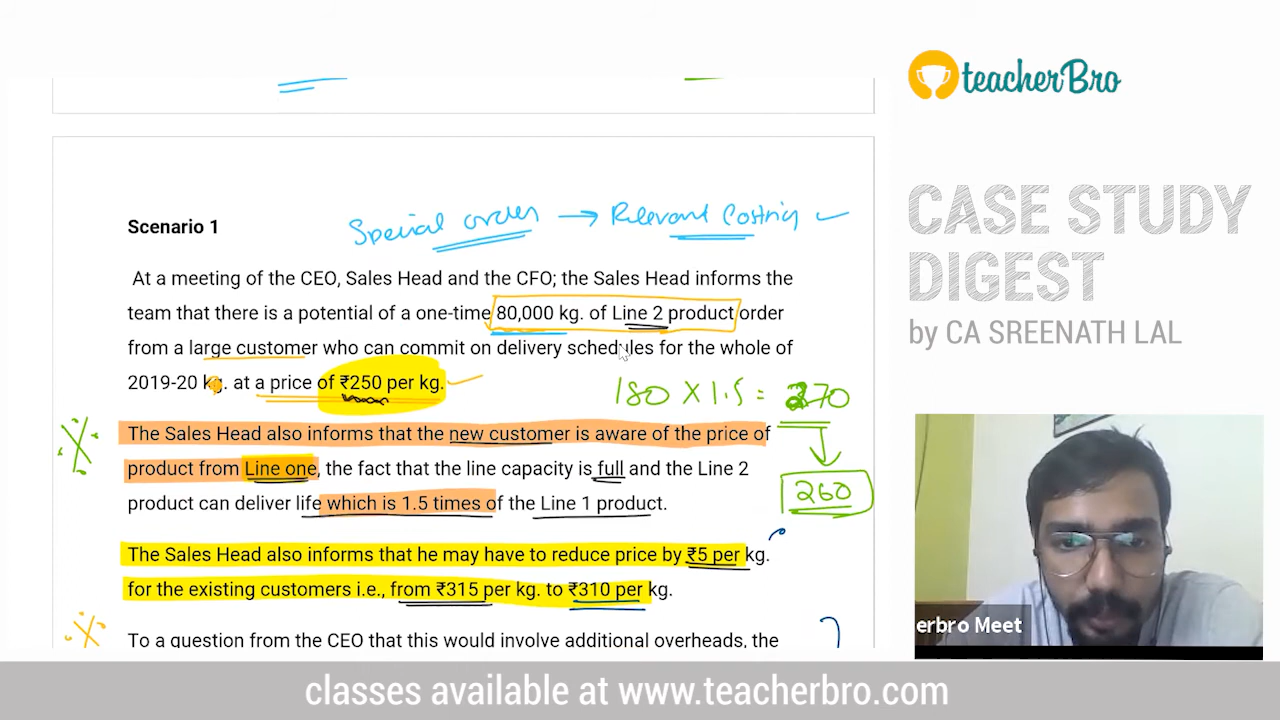 teacherBro
CASE STUDY
DIGEST
by CA SREENATH LAL
Scenario 1
Special order → Relevant Costing
At a meeting of the CEO, Sales Head and the CFO; the Sales Head informs the
team that there is a potential of a one-time 80,000 kg. of Line 2 product order
from a large customer who can commit on delivery schedules for the whole of
2019-20 kg. at a price of ₹250 per kg.
180 X 1.5 = 270
260
The Sales Head also informs that the new customer is aware of the price of
product from Line one, the fact that the line capacity is full and the Line 2
product can deliver life which is 1.5 times of the Line 1 product.
The Sales Head also informs that he may have to reduce price by ₹5 per kg.
for the existing customers i.e., from ₹315 per kg. to ₹310 per kg.
To a question from the CEO that this would involve additional overheads, the
erbro Meet
classes available at www.teacherbro.com